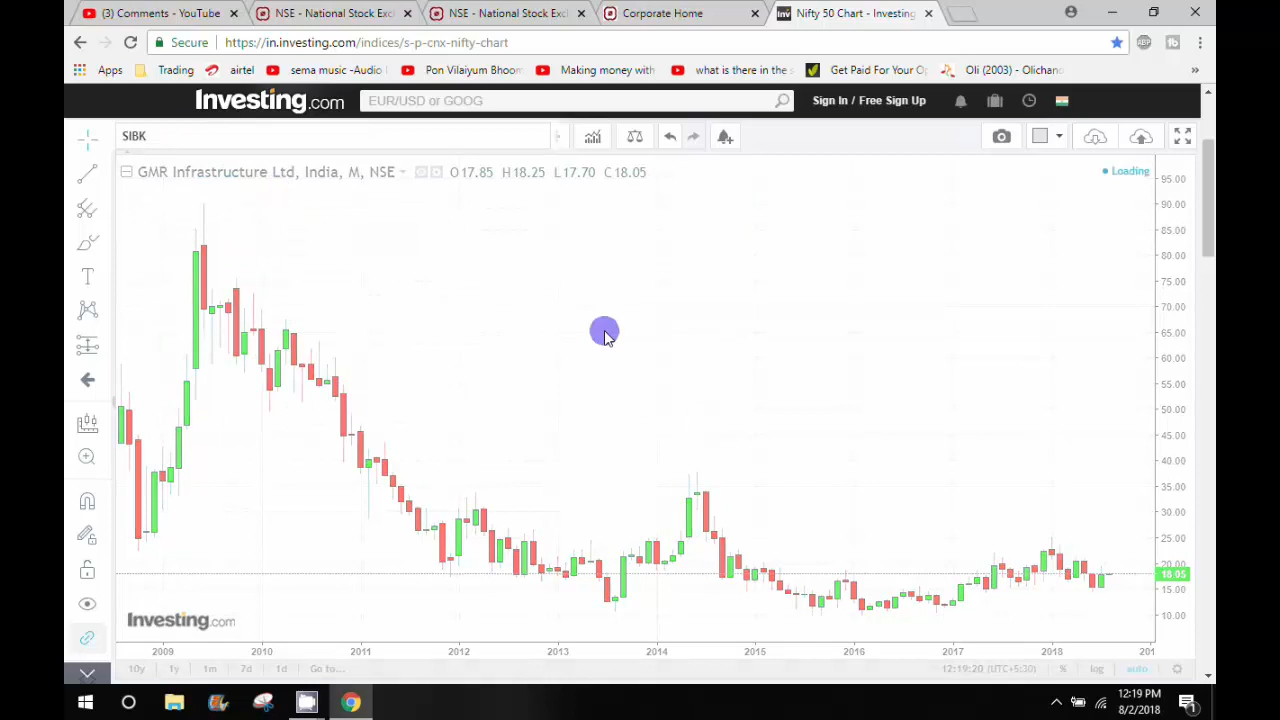 (3) Comments - YouTube
NSE - National Stock Exc
NSE - National Stock Exc
Corporate Home
Nifty 50 Chart - Investing
Secure
https://in.investing.com/indices/s-p-cnx-nifty-chart
Apps
Trading
airtel
sema music -Audio
Pon Vilaiyum Bhoom
Making money with
what is there in the s
Get Paid For Your Op
Oli (2003) - Olichand
Investing.com
EUR/USD or GOOG
Sign In / Free Sign Up
SIBK
GMR Infrastructure Ltd, India, M, NSE O17.85 H18.25 L17.70 C18.05
Loading
95.00
90.00
85.00
80.00
75.00
70.00
65.00
60.00
55.00
50.00
45.00
40.00
35.00
30.00
25.00
20.00
18.05
15.00
10.00
Investing.com
2009 2010 2011 2012 2013 2014 2015 2016 2017 2018 201
10y 1y 1m 7d 1d Go to... 12:19:20 (UTC+5:30) % log auto
12:19 PM
8/2/2018